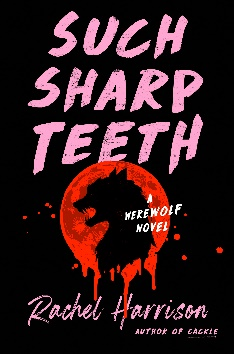 SUCH
SHARP
TEETH
A
WEREWOLF
NOVEL
Rachel Harrison
AUTHOR OF CACKLE